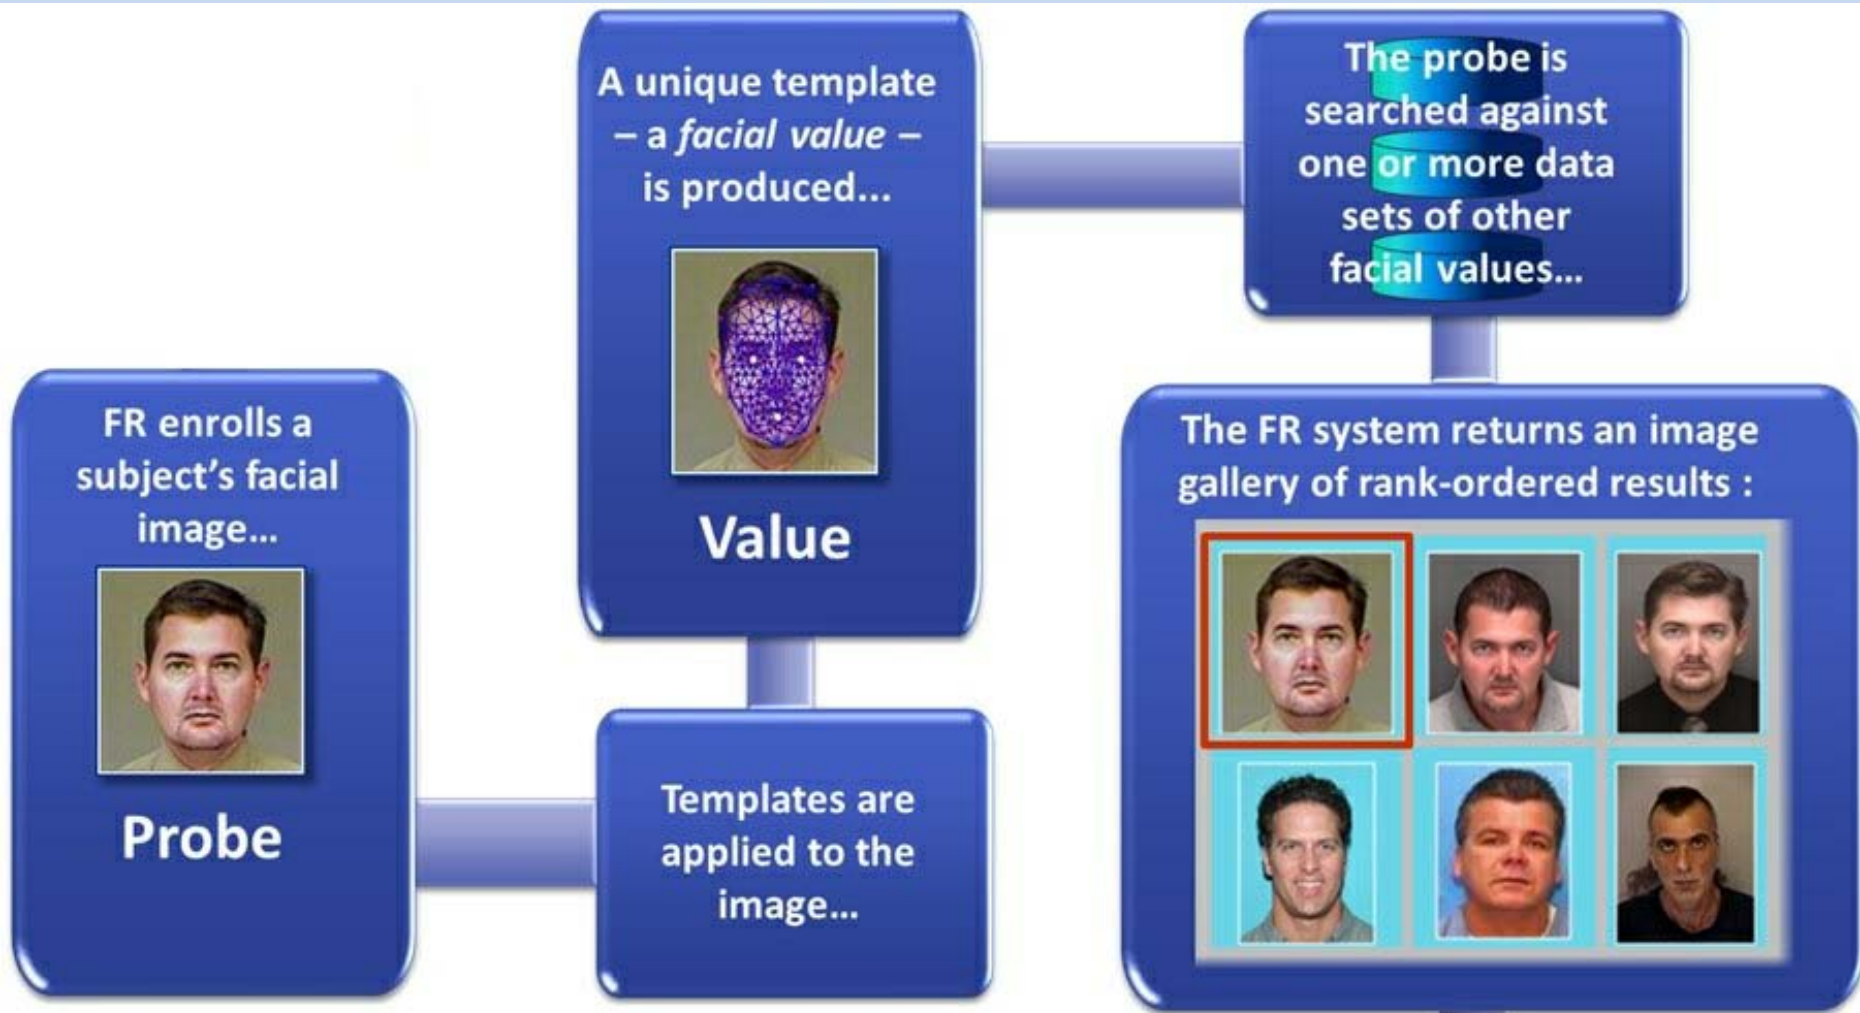 FR enrolls a
subject's facial
image...
Probe
Templates are
applied to the
image...
A unique template
– a facial value –
is produced...
Value
The probe is
searched against
one or more data
sets of other
facial values...
The FR system returns an image
gallery of rank-ordered results :